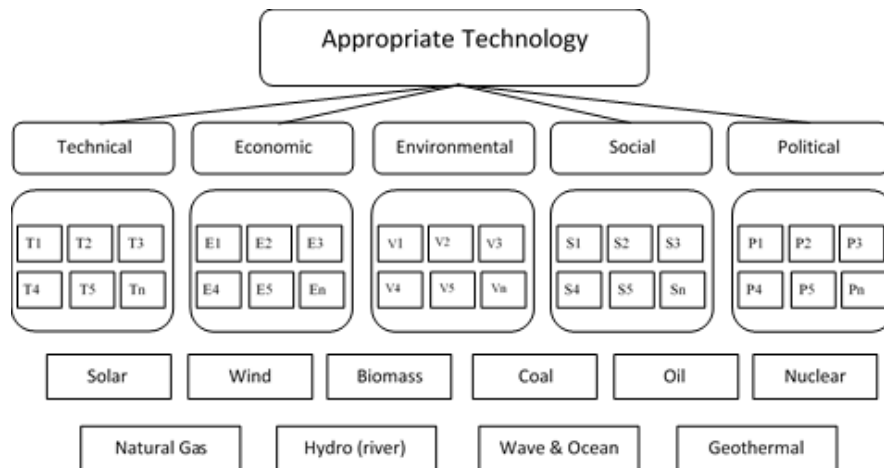 Appropriate Technology
Technical Economic Environmental Social Political
T1 T2 T3 E1 E2 E3 V1 V2 V3 S1 S2 S3 P1 P2 P3
T4 T5 Tn E4 E5 En V4 V5 Vn S4 S5 Sn P4 P5 Pn
Solar Wind Biomass Coal Oil Nuclear
Natural Gas Hydro (river) Wave & Ocean Geothermal